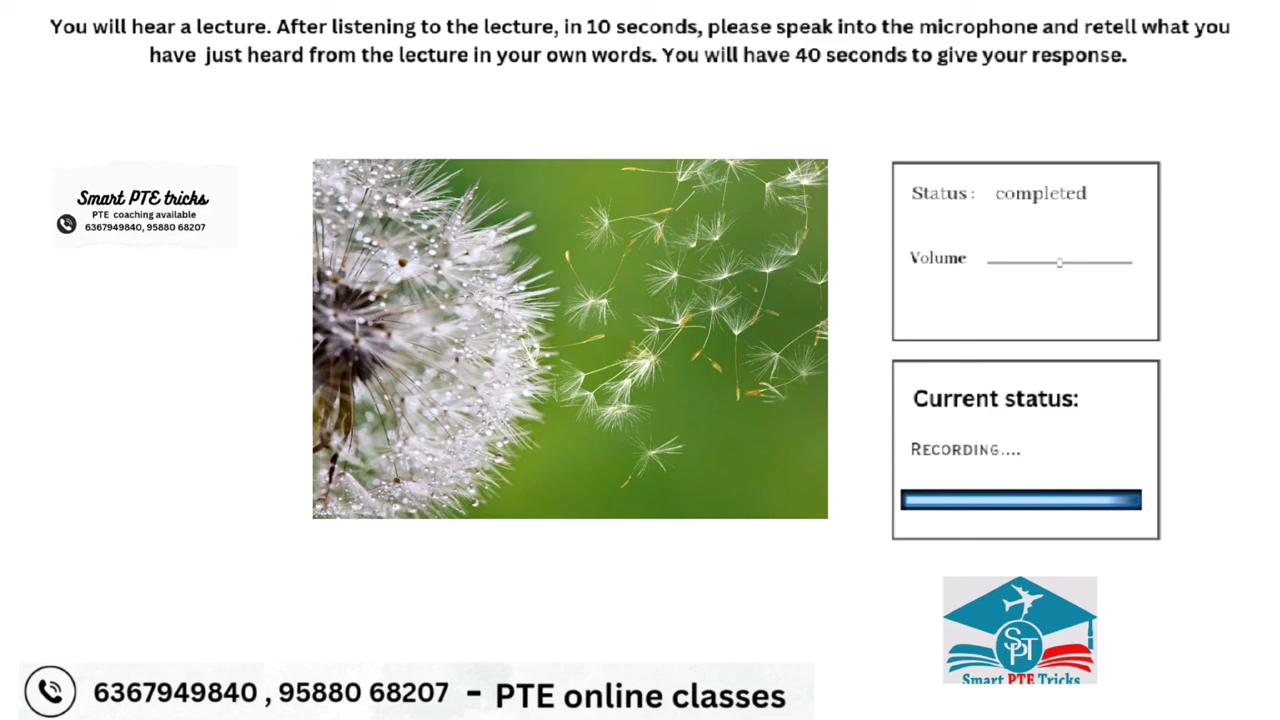 You will hear a lecture. After listening to the lecture, in 10 seconds, please speak into the microphone and retell what you
have just heard from the lecture in your own words. You will have 40 seconds to give your response.
Smart PTE tricks
PTE coaching available
6367949840, 95880 68207
Status : completed
Volume
Current status:
RECORDING....
SPT
Smart PTE Tricks
6367949840 , 95880 68207 - PTE online classes